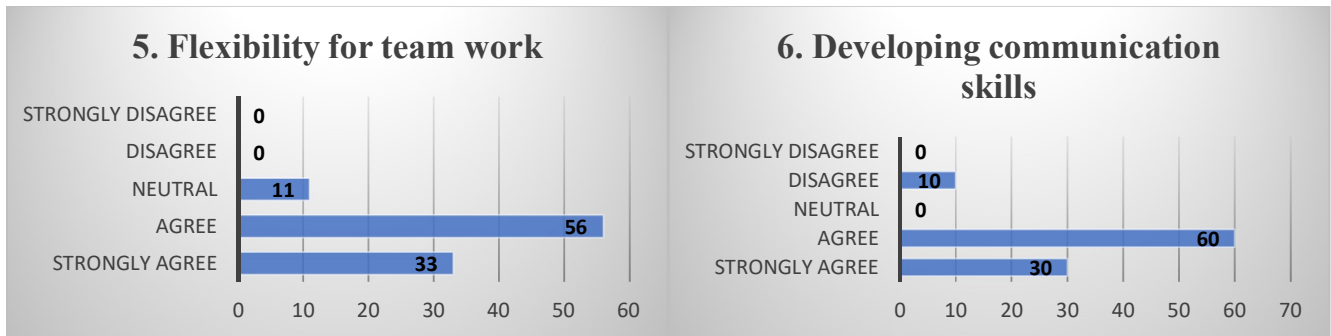 5. Flexibility for team work
STRONGLY DISAGREE 0
DISAGREE 0
NEUTRAL 11
AGREE 56
STRONGLY AGREE 33
0 10 20 30 40 50 60
6. Developing communication
skills
STRONGLY DISAGREE 0
DISAGREE 10
NEUTRAL 0
AGREE 60
STRONGLY AGREE 30
0 10 20 30 40 50 60 70